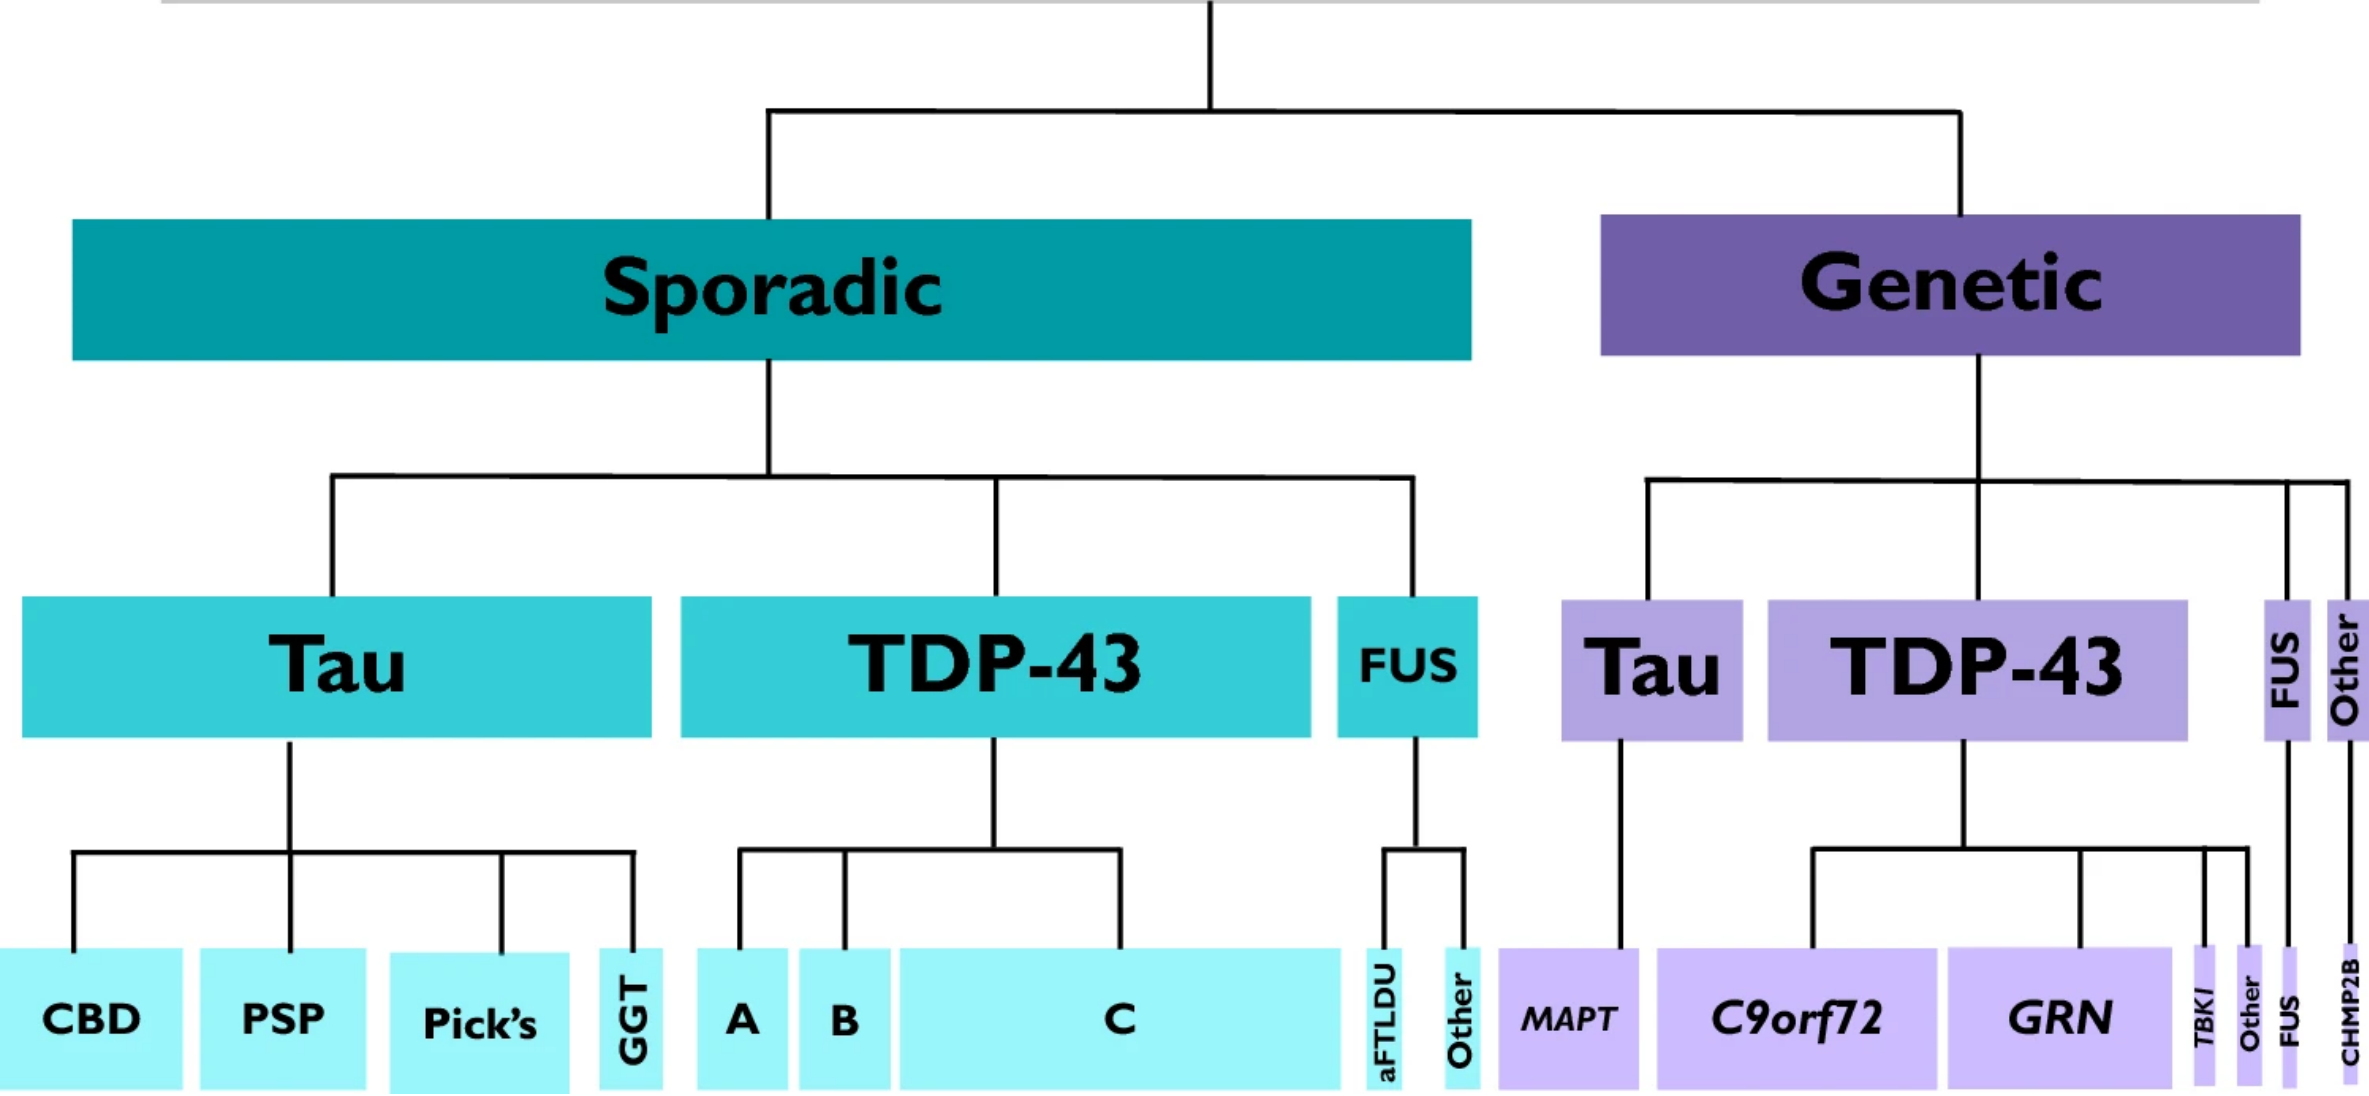 Sporadic
Genetic
Tau
TDP-43
FUS
Tau
TDP-43
FUS
Other
CBD
PSP
Pick’s
GGT
A
B
C
aFTLDU
Other
MAPT
C9orf72
GRN
TBK1
Other
FUS
CHMP2B